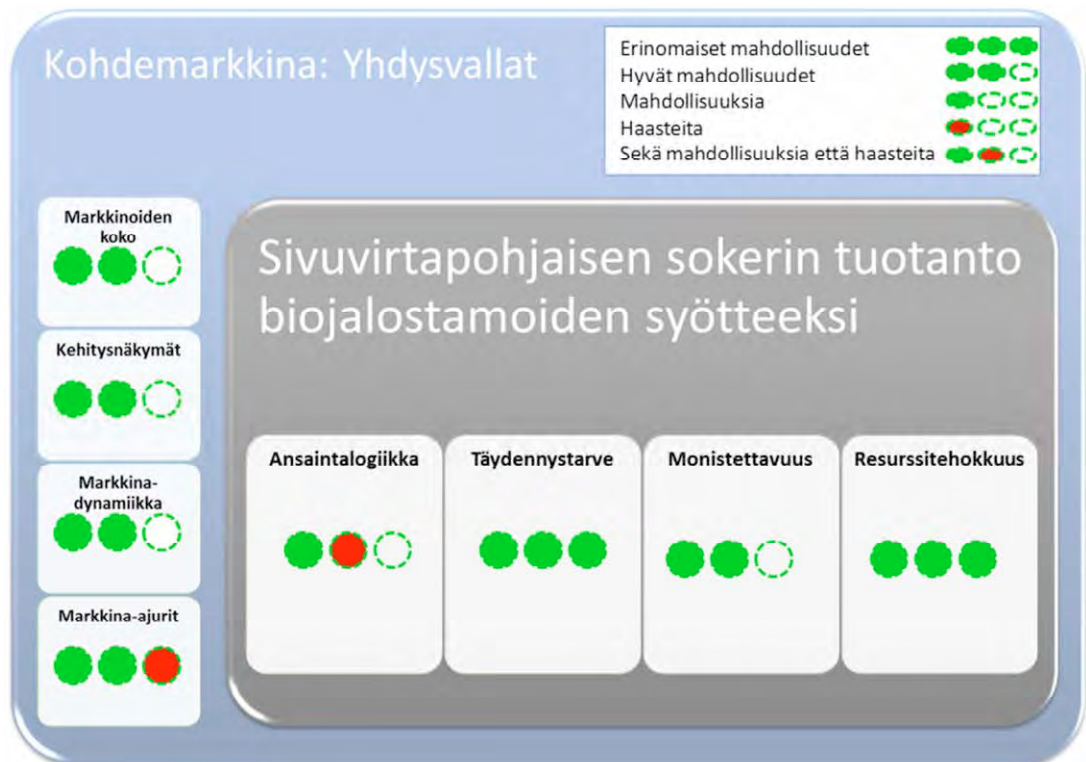 Kohdemarkkina: Yhdysvallat
Erinomaiset mahdollisuudet
Hyvät mahdollisuudet
Mahdollisuuksia
Haasteita
Sekä mahdollisuuksia että haasteita
Markkinoiden
koko
Kehitysnäkymät
Markkina-
dynamiikka
Markkina-ajurit
Sivuvirtapohjaisen sokerin tuotanto
biojalostamoiden syötteeksi
Ansaintalogiikka
Täydennystarve
Monistettavuus
Resurssitehokkuus